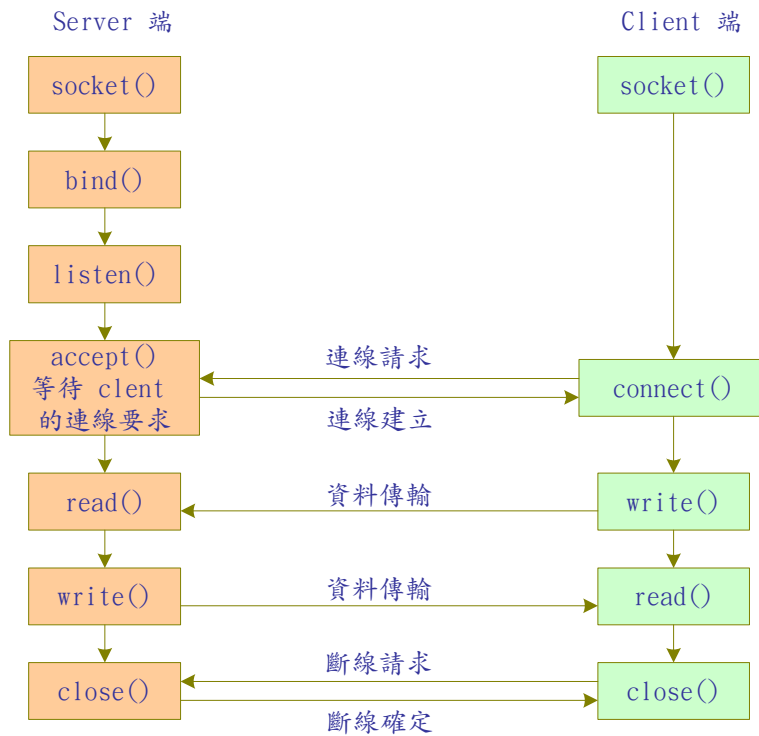 Server 端
Client 端
socket()
socket()
bind()
listen()
accept()
等待 clent
的連線要求
連線請求
connect()
連線建立
read()
資料傳輸
write()
write()
資料傳輸
read()
斷線請求
close()
close()
斷線確定